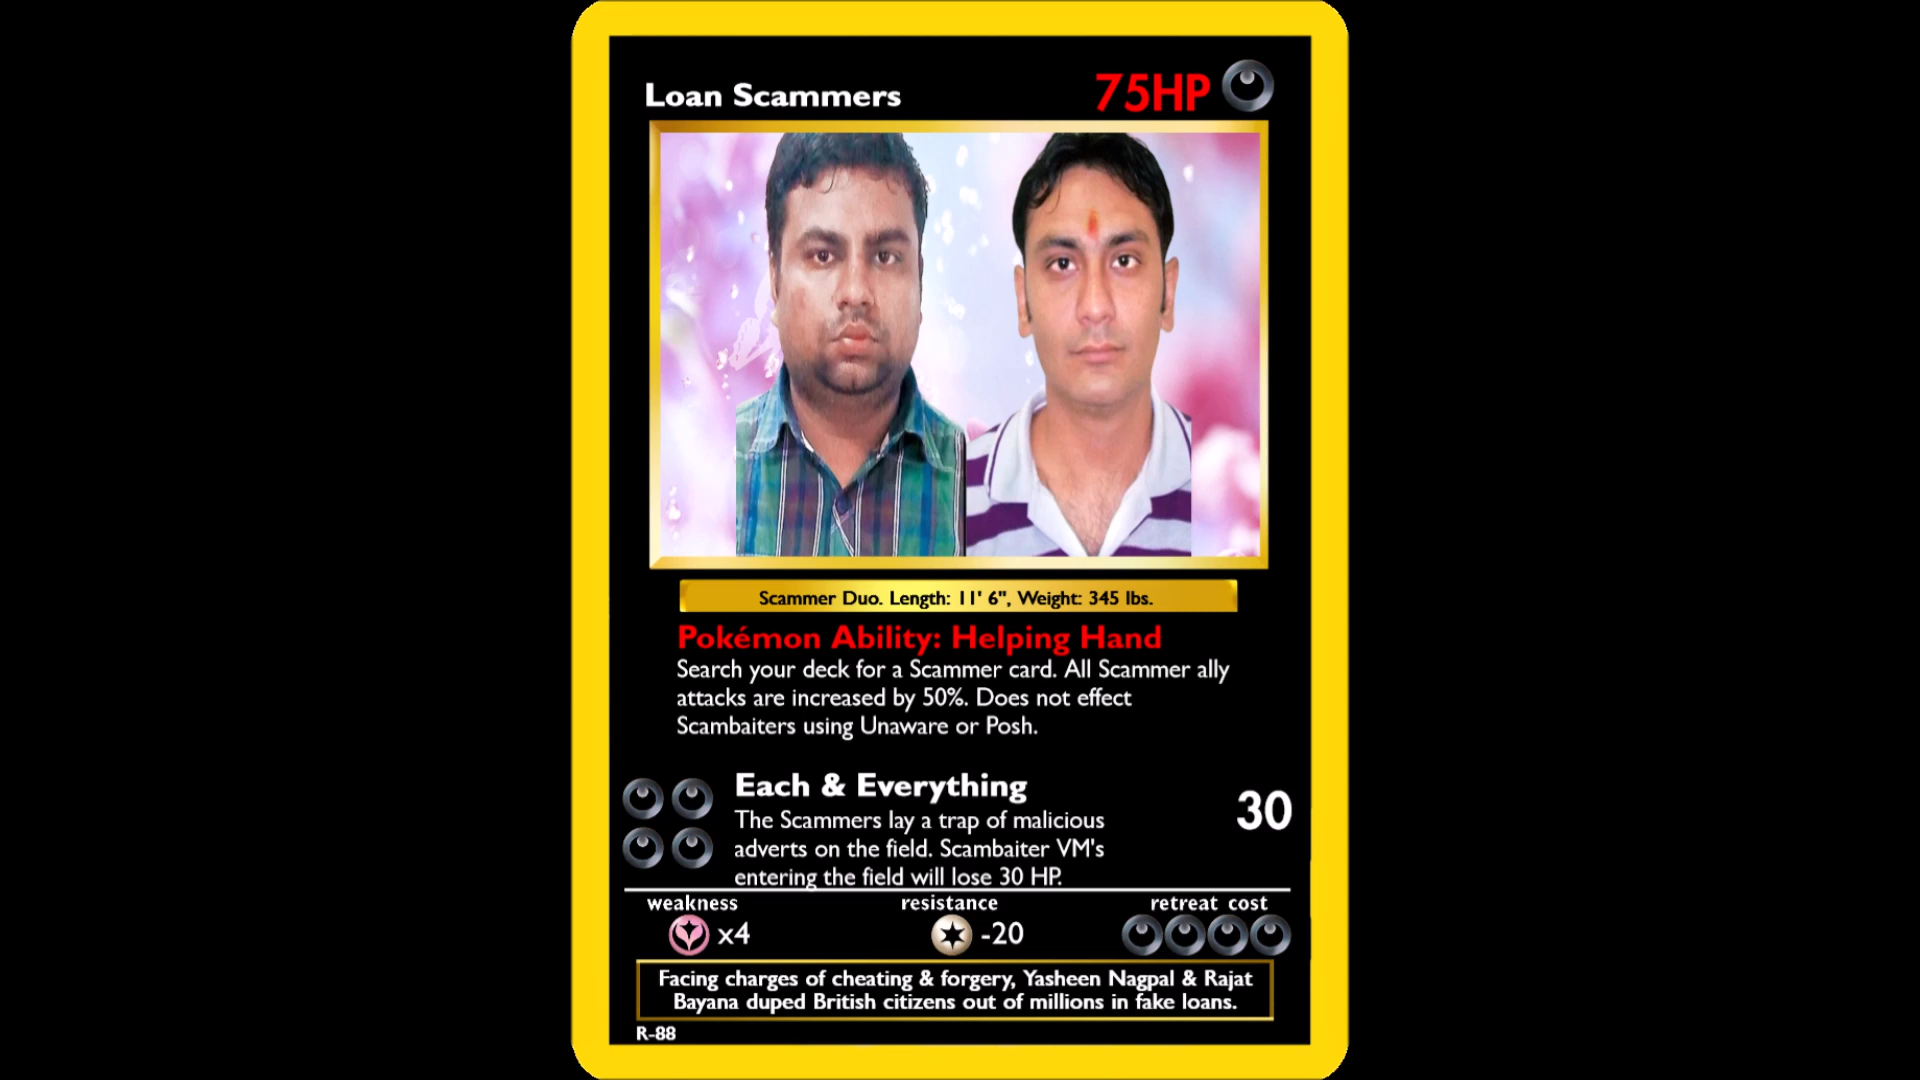 Loan Scammers
75HP
Scammer Duo. Length: 11' 6", Weight: 345 lbs.
Pokémon Ability: Helping Hand
Search your deck for a Scammer card. All Scammer ally
attacks are increased by 50%. Does not effect
Scambaiters using Unaware or Posh.
Each & Everything
30
The Scammers lay a trap of malicious
adverts on the field. Scambaiter VM's
entering the field will lose 30 HP.
weakness
resistance
retreat cost
x4
-20
Facing charges of cheating & forgery, Yasheen Nagpal & Rajat
Bayana duped British citizens out of millions in fake loans.
R-88